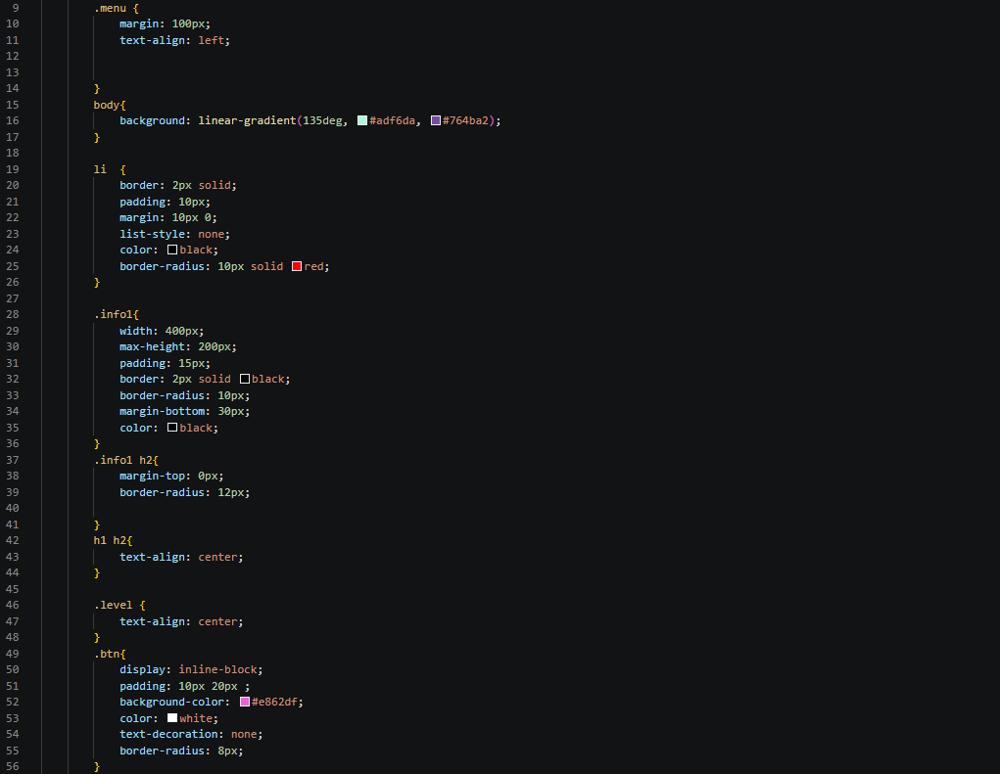 9 .menu {
10 margin: 100px;
11 text-align: left;
12
13
14 }
15 body{
16 background: linear-gradient(135deg, #adf6da, #764ba2);
17 }
18
19 li  {
20 border: 2px solid;
21 padding: 10px;
22 margin: 10px 0;
23 list-style: none;
24 color: black;
25 border-radius: 10px solid red;
26 }
27
28 .info1{
29 width: 400px;
30 max-height: 200px;
31 padding: 15px;
32 border: 2px solid black;
33 border-radius: 10px;
34 margin-bottom: 30px;
35 color: black;
36 }
37 .info1 h2{
38 margin-top: 0px;
39 border-radius: 12px;
40
41 }
42 h1 h2{
43 text-align: center;
44 }
45
46 .level {
47 text-align: center;
48 }
49 .btn{
50 display: inline-block;
51 padding: 10px 20px ;
52 background-color: #e862df;
53 color: white;
54 text-decoration: none;
55 border-radius: 8px;
56 }